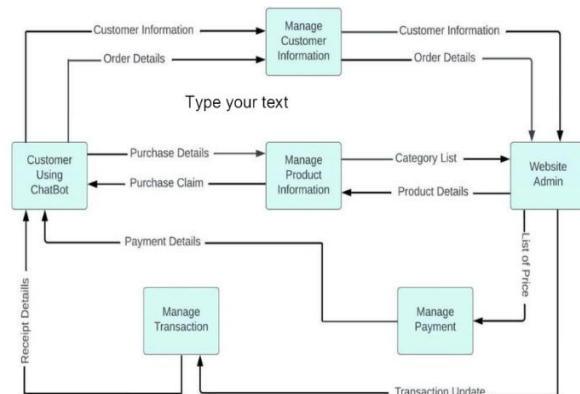 Customer Information
Manage
Customer
Information
Customer Information
Order Details
Order Details
Type your text
Customer
Using
ChatBot
Purchase Details
Purchase Claim
Manage
Product
Information
Category List
Product Details
Website
Admin
Payment Details
List of Price
Receipt Detaills
Manage
Transaction
Manage
Payment
Transaction Update